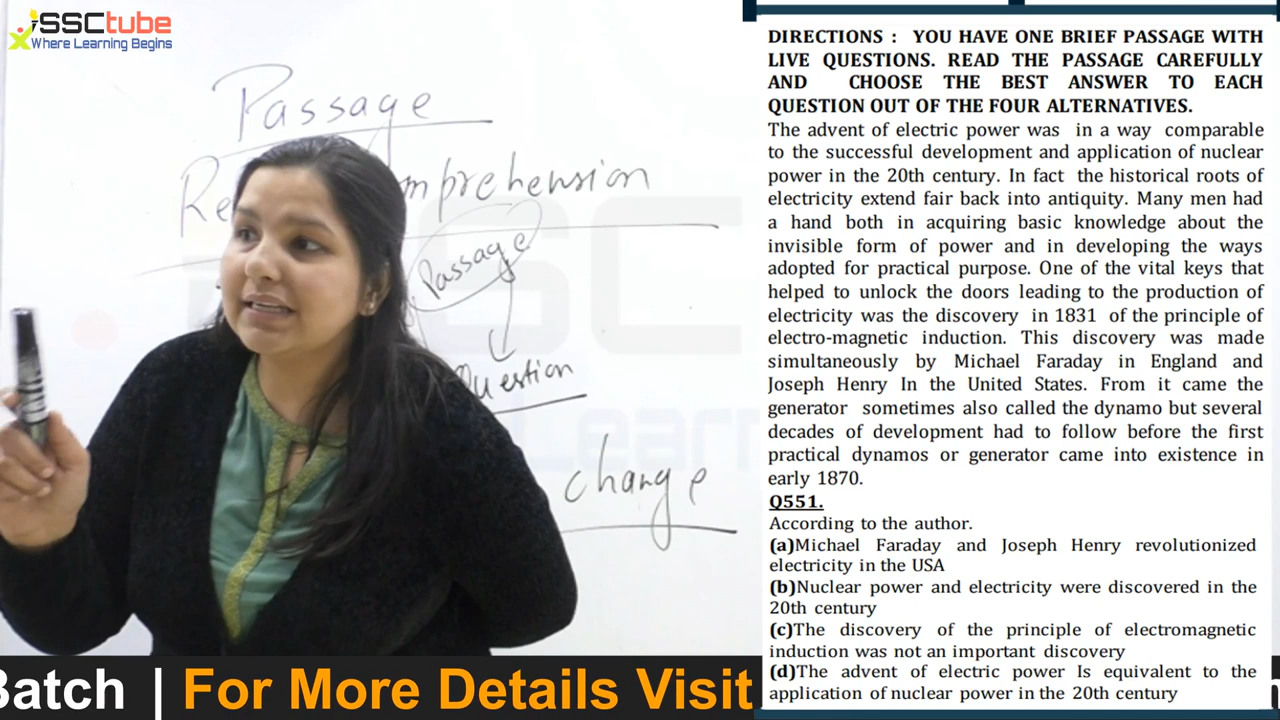 SSCtube
Where Learning Begins
Passage
Re mprehension
Passage
Question
change
DIRECTIONS : YOU HAVE ONE BRIEF PASSAGE WITH
LIVE QUESTIONS. READ THE PASSAGE CAREFULLY
AND CHOOSE THE BEST ANSWER TO EACH
QUESTION OUT OF THE FOUR ALTERNATIVES.
The advent of electric power was in a way comparable
to the successful development and application of nuclear
power in the 20th century. In fact the historical roots of
electricity extend fair back into antiquity. Many men had
a hand both in acquiring basic knowledge about the
invisible form of power and in developing the ways
adopted for practical purpose. One of the vital keys that
helped to unlock the doors leading to the production of
electricity was the discovery in 1831 of the principle of
electro-magnetic induction. This discovery was made
simultaneously by Michael Faraday in England and
Joseph Henry In the United States. From it came the
generator sometimes also called the dynamo but several
decades of development had to follow before the first
practical dynamos or generator came into existence in
early 1870.
Q551.
According to the author.
(a)Michael Faraday and Joseph Henry revolutionized
electricity in the USA
(b)Nuclear power and electricity were discovered in the
20th century
(c)The discovery of the principle of electromagnetic
induction was not an important discovery
(d)The advent of electric power Is equivalent to the
application of nuclear power in the 20th century
Batch | For More Details Visit